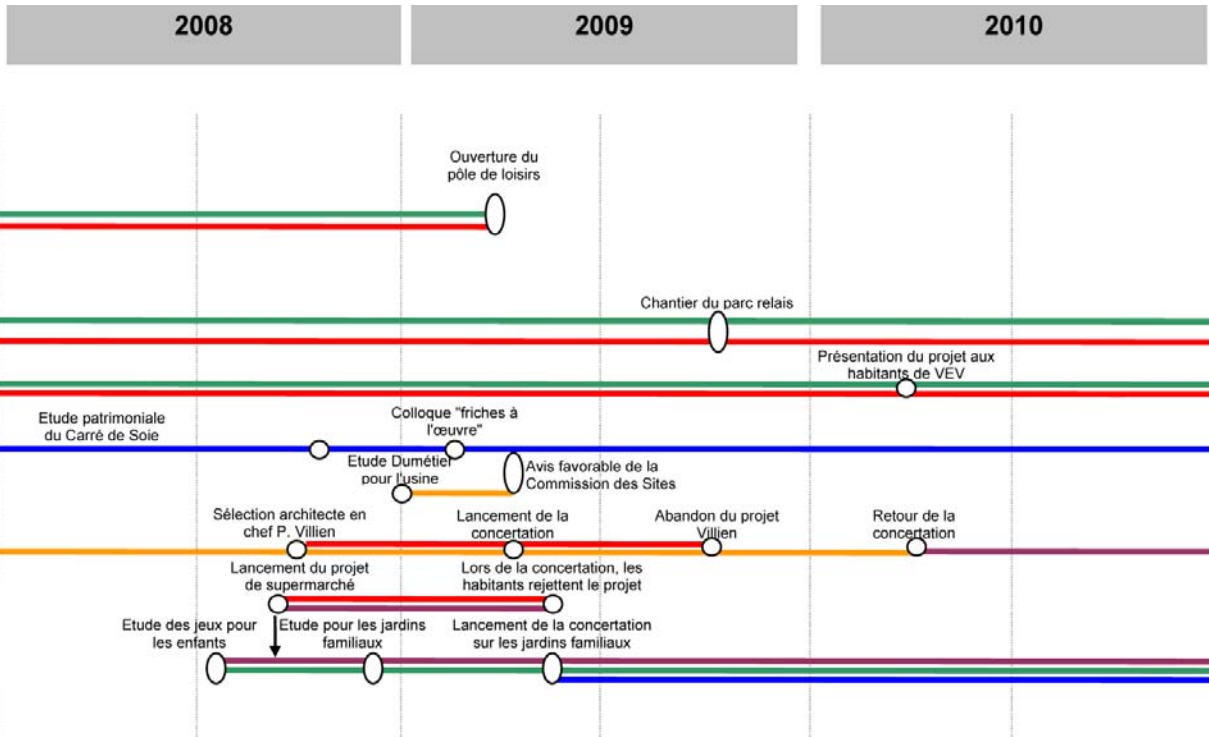 2008
2009
2010
Ouverture du
pôle de loisirs
Chantier du parc relais
Présentation du projet aux
habitants de VEV
Etude patrimoniale
du Carré de Soie
Colloque "friches à
l'œuvre"
Etude Dumétier
pour l'usine
Avis favorable de la
Commission des Sites
Sélection architecte en
chef P. Villien
Lancement de la
concertation
Abandon du projet
Villien
Retour de la
concertation
Lancement du projet
de supermarché
Lors de la concertation, les
habitants rejettent le projet
Etude des jeux pour
les enfants
Etude pour les jardins
familiaux
Lancement de la concertation
sur les jardins familiaux